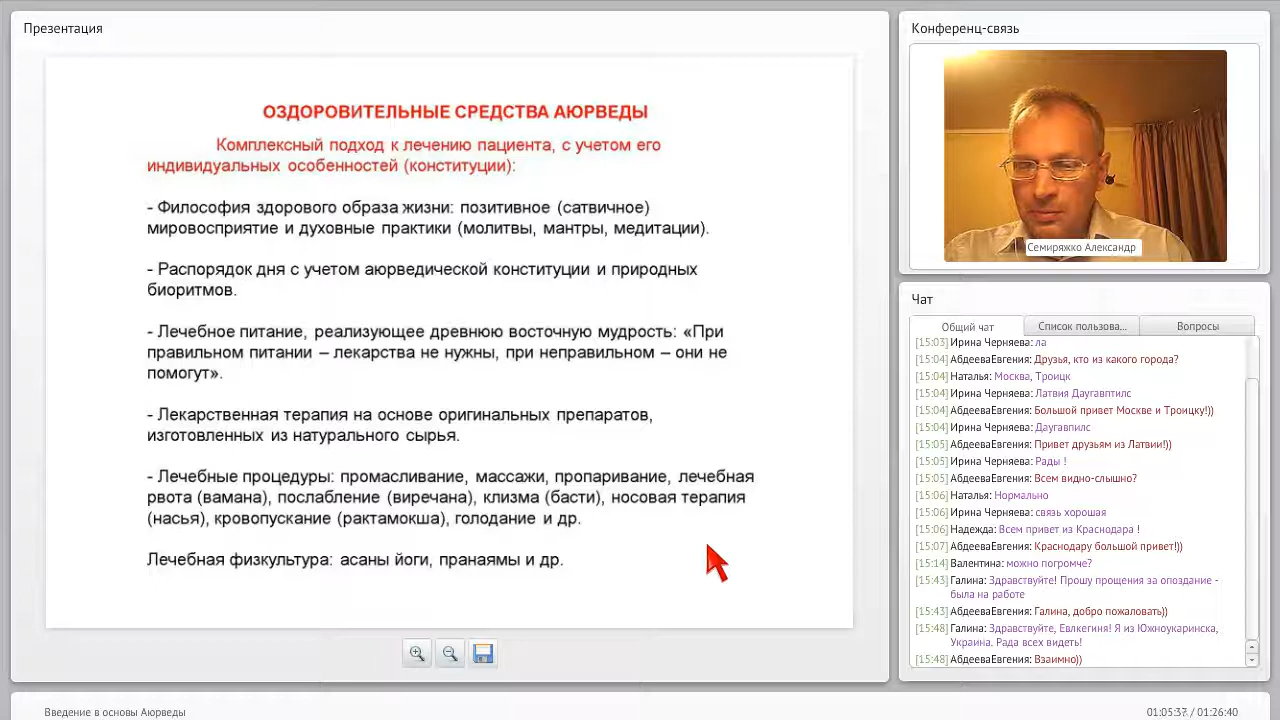 Презентация
ОЗДОРОВИТЕЛЬНЫЕ СРЕДСТВА АЮРВЕДЫ
Комплексный подход к лечению пациента, с учетом его
индивидуальных особенностей (конституции):
- Философия здорового образа жизни: позитивное (сатвичное)
мировосприятие и духовные практики (молитвы, мантры, медитации).
- Распорядок дня с учетом аюрведической конституции и природных
биоритмов.
- Лечебное питание, реализующее древнюю восточную мудрость: «При
правильном питании – лекарства не нужны, при неправильном – они не
помогут».
- Лекарственная терапия на основе оригинальных препаратов,
изготовленных из натурального сырья.
- Лечебные процедуры: промасливание, массажи, пропаривание, лечебная
рвота (вамана), послабление (виречана), клизма (басти), носовая терапия
(насья), кровопускание (рактамокша), голодание и др.
Лечебная физкультура: асаны йоги, пранаямы и др.
Конференц-связь
Семиряжко Александр
Чат
Общий чат
Список пользова...
Вопросы
[15:03] Ирина Черняева: ла
[15:04] АбдееваЕвгения: Друзья, кто из какого города?
[15:04] Наталья: Москва, Троицк
[15:04] Ирина Черняева: Латвия Даугавптилс
[15:04] АбдееваЕвгения: Большой привет Москве и Троицку!))
[15:04] Ирина Черняева: Даугавпилс
[15:05] АбдееваЕвгения: Привет друзьям из Латвии!))
[15:05] Ирина Черняева: Рады !
[15:05] АбдееваЕвгения: Всем видно-слышно?
[15:06] Наталья: Нормально
[15:06] Ирина Черняева: связь хорошая
[15:06] Надежда: Всем привет из Краснодара !
[15:07] АбдееваЕвгения: Краснодару большой привет!))
[15:14] Валентина: можно погромче?
[15:43] Галина: Здравствуйте! Прошу прощения за опоздание -
была на работе
[15:43] АбдееваЕвгения: Галина, добро пожаловать))
[15:48] Галина: Здравствуйте, Евлкегиня! Я из Южноукаринска,
Украина. Рада всех видеть!
[15:48] АбдееваЕвгения: Взаимно))
Введение в основы Аюрведы
01:05:37 / 01:26:40